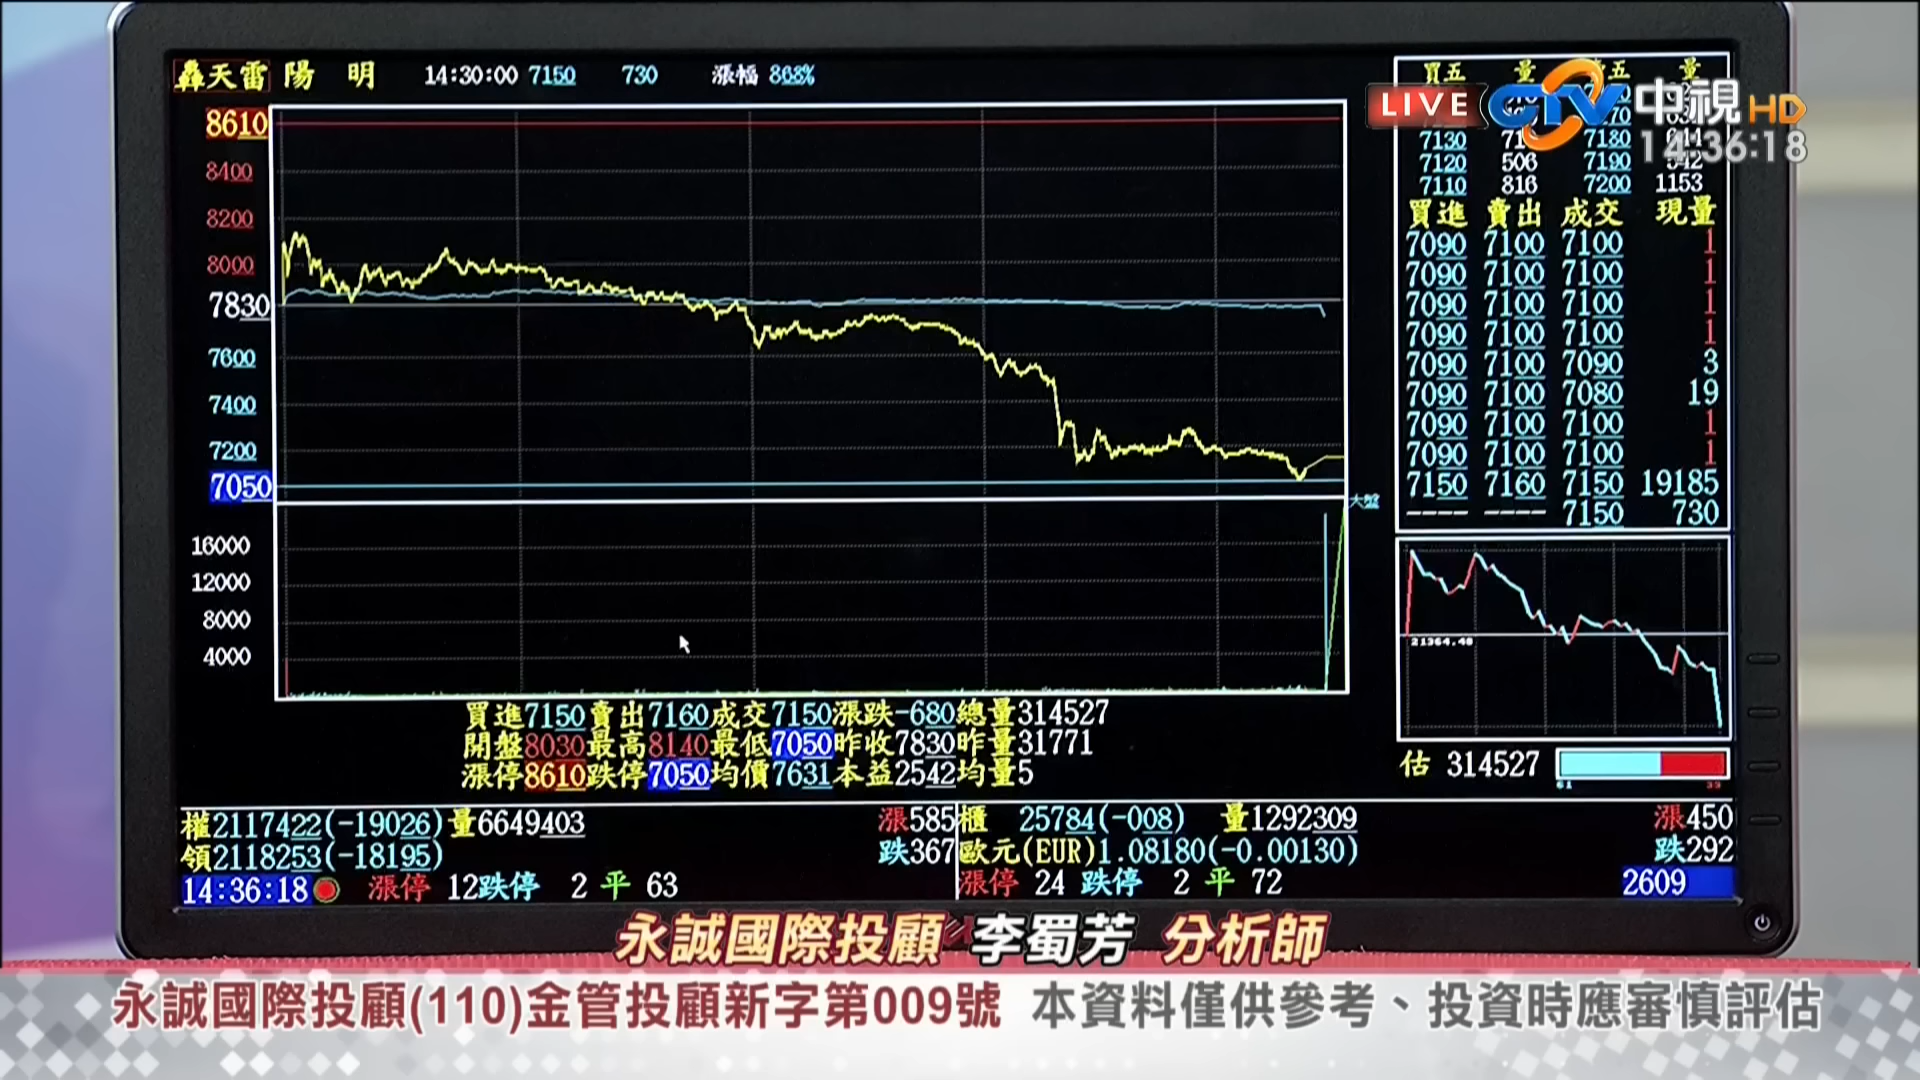 轟天雷 陽 明 14:30:00 7150 730 漲幅 868%
8610
8400
8200
8000
7830
7600
7400
7200
7050
大盤
16000
12000
8000
4000
買五 量 五 量
LIVE CTV 中視 HD
14:36:18
7130 7180
7120 506 7190
7110 816 7200 1153
買進 賣出 成交 現量
7090 7100 7100 1
7090 7100 7100 1
7090 7100 7100 1
7090 7100 7100 1
7090 7100 7090 3
7090 7100 7080 19
7090 7100 7100 1
7090 7100 7100 1
7150 7160 7150 19185
---- ---- 7150 730
21364.48
估 314527
61 39
買進7150賣出7160成交7150漲跌-680總量314527
開盤8030最高8140最低7050昨收7830昨量31771
漲停8610跌停7050均價7631本益2542均量5
權2117422(-19026)量6649403 漲585
領2118253(-18195) 跌367
14:36:18 漲停 12跌停 2 平 63
櫃 25784(-008) 量1292309 漲450
歐元(EUR)1.08180(-0.00130) 跌292
漲停 24 跌停 2 平 72 2609
永誠國際投顧 李蜀芳 分析師
永誠國際投顧(110)金管投顧新字第009號 本資料僅供參考、投資時應審慎評估